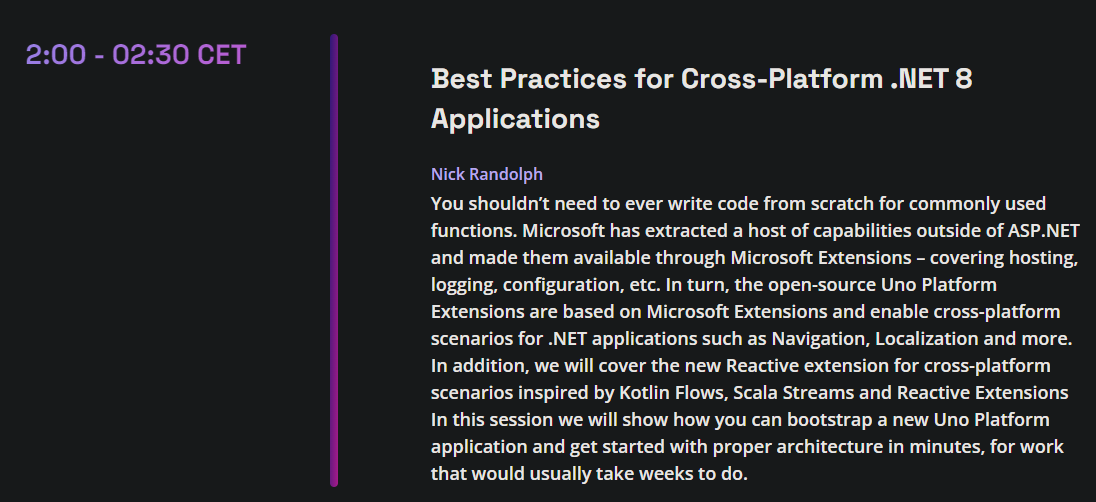 2:00 - 02:30 CET
Best Practices for Cross-Platform .NET 8
Applications
Nick Randolph
You shouldn’t need to ever write code from scratch for commonly used
functions. Microsoft has extracted a host of capabilities outside of ASP.NET
and made them available through Microsoft Extensions – covering hosting,
logging, configuration, etc. In turn, the open-source Uno Platform
Extensions are based on Microsoft Extensions and enable cross-platform
scenarios for .NET applications such as Navigation, Localization and more.
In addition, we will cover the new Reactive extension for cross-platform
scenarios inspired by Kotlin Flows, Scala Streams and Reactive Extensions
In this session we will show how you can bootstrap a new Uno Platform
application and get started with proper architecture in minutes, for work
that would usually take weeks to do.